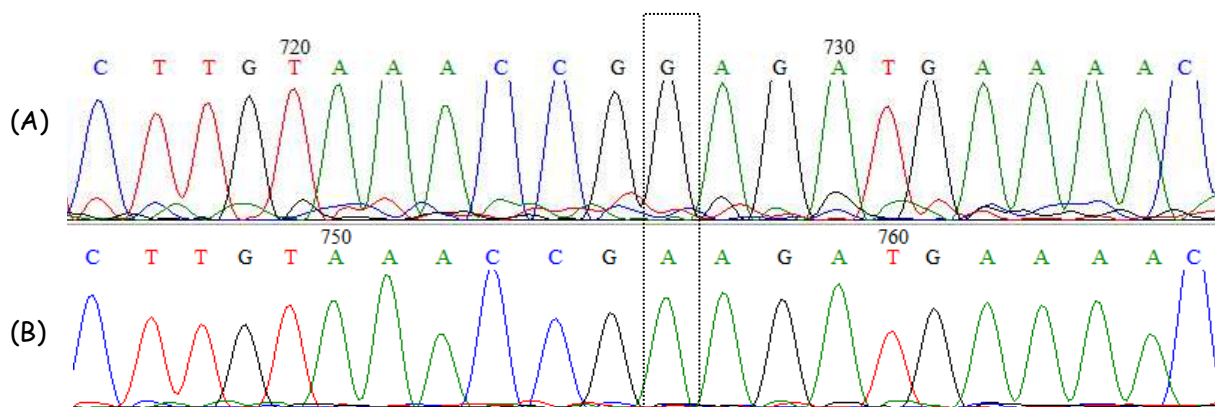 720 730
C T T G T A A A C C G G A G A T G A A A A C
(A)
750 760
C T T G T A A A C C G A A G A T G A A A A C
(B)